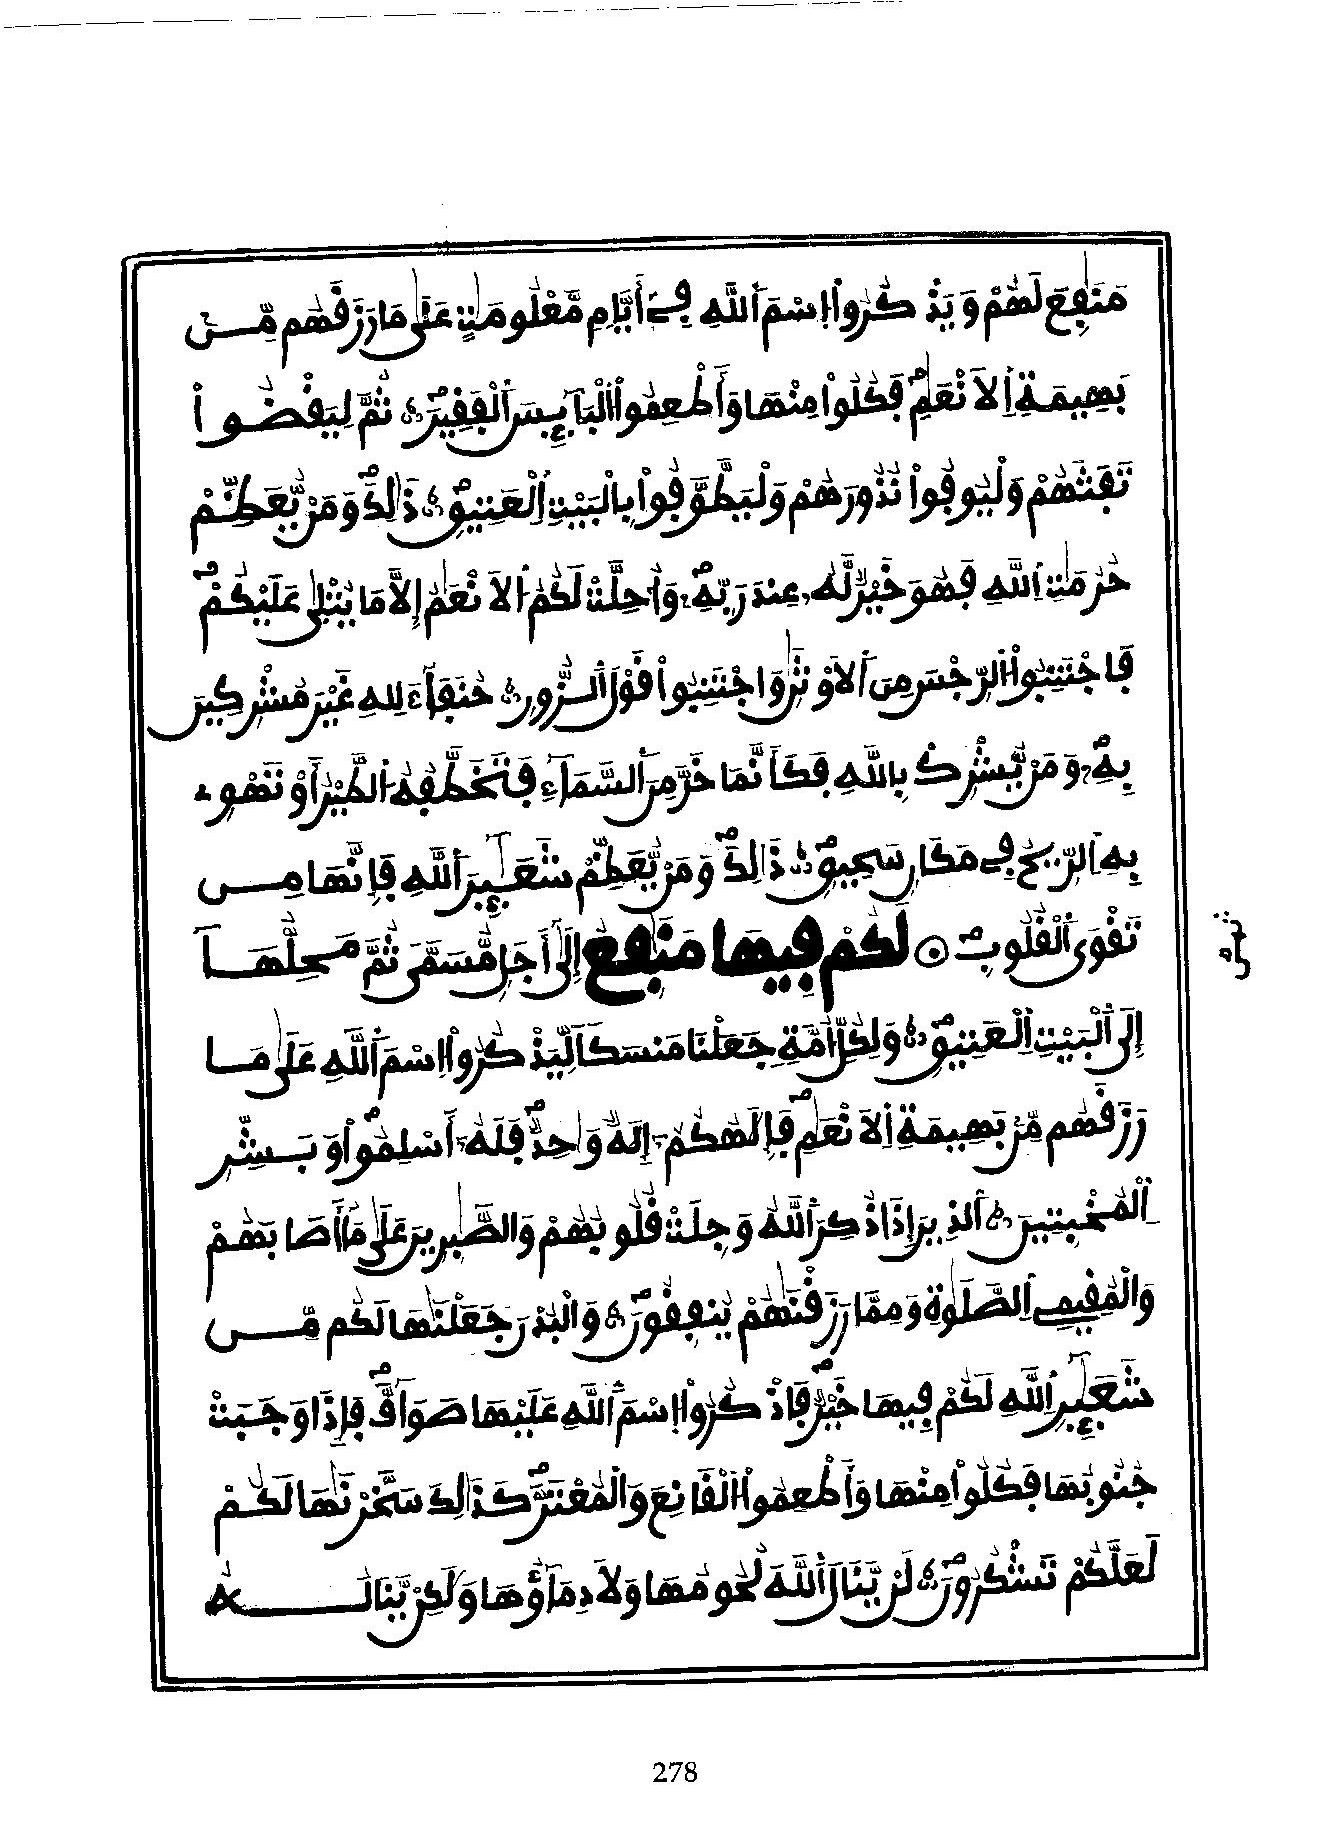 مَنَٰفِعَ لَهُمْ وَيَذْكُرُواْ اُ۪سْمَ اَ۬للَّهِ فِےٓ أَيَّامٖ مَّعْلُومَٰتٍ عَلَىٰ مَا رَزَقَهُم مِّنۢ
بَهِيمَةِ اِ۬لَانْعَٰمِۖ فَكُلُواْ مِنْهَا وَأَطْعِمُواْ اُ۬لْبَآئِسَ اَ۬لْفَقِيرَۖ ثُمَّ لِيَقْضُواْ
تَفَثَهُمْ وَلْيُوفُواْ نُذُورَهُمْ وَلْيَطَّوَّفُواْ بِالْبَيْتِ اِ۬لْعَتِيقِۖ ذَٰلِكَۖ وَمَنْ يُّعَظِّمْ
حُرُمَٰتِ اِ۬للَّهِ فَهُوَ خَيْرٞ لَّهُۥ عِندَ رَبِّهِۦۖ وَأُحِلَّتْ لَكُمُ اُ۬لَانْعَٰمُ إِلَّا مَا يُتْلَىٰ عَلَيْكُمْۖ
فَاجْتَنِبُواْ اُ۬لرِّجْسَ مِنَ اَ۬لَاوْثَٰنِ وَاجْتَنِبُواْ قَوْلَ اَ۬لزُّورِ حُنَفَآءَ لِلهِ غَيْرَ مُشْرِكِينَ
بِهِۦۖ وَمَنْ يُّشْرِكْ بِاللَّهِ فَكَأَنَّمَا خَرَّ مِنَ اَ۬لسَّمَآءِ فَتَخَطَّفُهُ اُ۬لطَّيْرُ أَوْ تَهْوِے
بِهِ اِ۬لرِّيحُ فِے مَكَانٖ سَحِيقٖۖ ذَٰلِكَۖ وَمَنْ يُّعَظِّمْ شَعَٰٓئِرَ اَ۬للَّهِ فَإِنَّهَا مِن
تَقْوَى اَ۬لْقُلُوبِۖ لَكُمْ فِيهَا مَنَٰفِعُ إِلَىٰٓ أَجَلٖ مُّسَمّٗى ثُمَّ مَحِلُّهَآ
إِلَى اَ۬لْبَيْتِ اِ۬لْعَتِيقِۖ وَلِكُلِّ أُمَّةٖ جَعَلْنَا مَنسَكاٗ لِّيَذْكُرُواْ اُ۪سْمَ اَ۬للَّهِ عَلَىٰ مَا
رَزَقَهُم مِّنۢ بَهِيمَةِ اِ۬لَانْعَٰمِۖ فَإِلَٰهُكُمُۥٓ إِلَٰهٞ وَٰحِدٞۖ فَلَهُۥٓ أَسْلِمُواْۖ وَبَشِّرِ
اِ۬لْمُخْبِتِينَ اَ۬لذِينَ إِذَا ذُكِرَ اَ۬للَّهُ وَجِلَتْ قُلُوبُهُمْ وَالصَّٰبِرِينَ عَلَىٰ مَآ أَصَابَهُمْ
وَالْمُقِيمِے اِ۬لصَّلَوٰةِ وَمِمَّا رَزَقْنَٰهُمْ يُنفِقُونَۖ وَالْبُدْنَ جَعَلْنَٰهَا لَكُم مِّن
شَعَٰٓئِرِ اِ۬للَّهِ لَكُمْ فِيهَا خَيْرٞۖ فَاذْكُرُواْ اُ۪سْمَ اَ۬للَّهِ عَلَيْهَا صَوَآفَّۖ فَإِذَا وَجَبَتْ
جُنُوبُهَا فَكُلُواْ مِنْهَا وَأَطْعِمُواْ اُ۬لْقَانِعَ وَالْمُعْتَرَّۖ كَذَٰلِكَ سَخَّرْنَٰهَا لَكُمْ
لَعَلَّكُمْ تَشْكُرُونَۖ لَنْ يَّنَالَ اَ۬للَّهَ لُحُومُهَا وَلَا دِمَآؤُهَا وَلَٰكِنْ يَّنَالُهُ
278